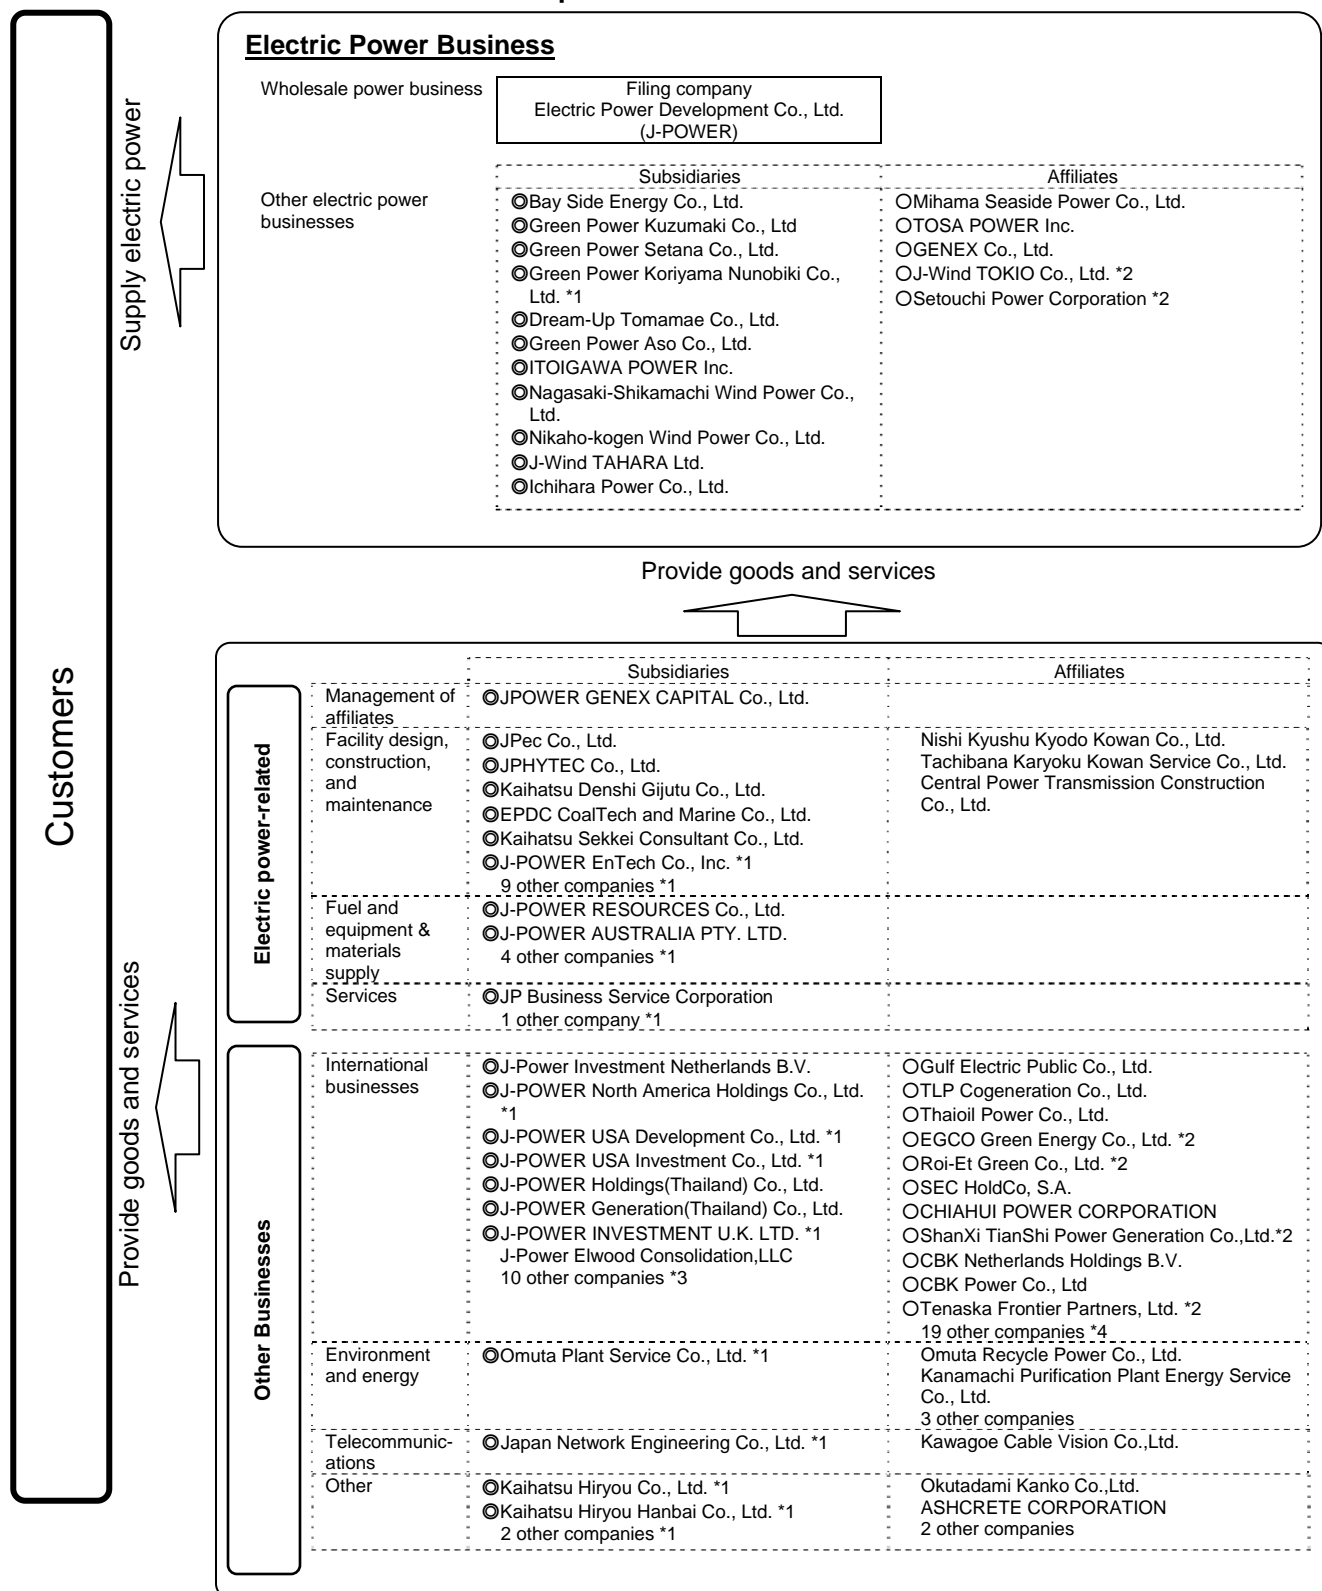 Customers
Supply electric power
Electric Power Business
Wholesale power business
Filing company
Electric Power Development Co., Ltd.
(J-POWER)
Other electric power
businesses
Subsidiaries
◎Bay Side Energy Co., Ltd.
◎Green Power Kuzumaki Co., Ltd
◎Green Power Setana Co., Ltd.
◎Green Power Koriyama Nunobiki Co.,
Ltd. *1
◎Dream-Up Tomamae Co., Ltd.
◎Green Power Aso Co., Ltd.
◎ITOIGAWA POWER Inc.
◎Nagasaki-Shikamachi Wind Power Co.,
Ltd.
◎Nikaho-kogen Wind Power Co., Ltd.
◎J-Wind TAHARA Ltd.
◎Ichihara Power Co., Ltd.
Affiliates
○Mihama Seaside Power Co., Ltd.
○TOSA POWER Inc.
○GENEX Co., Ltd.
○J-Wind TOKIO Co., Ltd. *2
○Setouchi Power Corporation *2
Provide goods and services
Provide goods and services
Subsidiaries
Affiliates
Electric power-related
Management of
affiliates
◎JPOWER GENEX CAPITAL Co., Ltd.
Facility design,
construction,
and
maintenance
◎JPec Co., Ltd.
◎JPHYTEC Co., Ltd.
◎Kaihatsu Denshi Gijutu Co., Ltd.
◎EPDC CoalTech and Marine Co., Ltd.
◎Kaihatsu Sekkei Consultant Co., Ltd.
◎J-POWER EnTech Co., Inc. *1
9 other companies *1
Nishi Kyushu Kyodo Kowan Co., Ltd.
Tachibana Karyoku Kowan Service Co., Ltd.
Central Power Transmission Construction
Co., Ltd.
Fuel and
equipment &
materials
supply
◎J-POWER RESOURCES Co., Ltd.
◎J-POWER AUSTRALIA PTY. LTD.
4 other companies *1
Services
◎JP Business Service Corporation
1 other company *1
Other Businesses
International
businesses
◎J-Power Investment Netherlands B.V.
◎J-POWER North America Holdings Co., Ltd.
*1
◎J-POWER USA Development Co., Ltd. *1
◎J-POWER USA Investment Co., Ltd. *1
◎J-POWER Holdings(Thailand) Co., Ltd.
◎J-POWER Generation(Thailand) Co., Ltd.
◎J-POWER INVESTMENT U.K. LTD. *1
J-Power Elwood Consolidation,LLC
10 other companies *3
○Gulf Electric Public Co., Ltd.
○TLP Cogeneration Co., Ltd.
○Thaioil Power Co., Ltd.
○EGCO Green Energy Co., Ltd. *2
○Roi-Et Green Co., Ltd. *2
○SEC HoldCo, S.A.
○CHIAHUI POWER CORPORATION
○ShanXi TianShi Power Generation Co.,Ltd.*2
○CBK Netherlands Holdings B.V.
○CBK Power Co., Ltd
○Tenaska Frontier Partners, Ltd. *2
19 other companies *4
Environment
and energy
◎Omuta Plant Service Co., Ltd. *1
Omuta Recycle Power Co., Ltd.
Kanamachi Purification Plant Energy Service
Co., Ltd.
3 other companies
Telecommunic-
ations
◎Japan Network Engineering Co., Ltd. *1
Kawagoe Cable Vision Co.,Ltd.
Other
◎Kaihatsu Hiryou Co., Ltd. *1
◎Kaihatsu Hiryou Hanbai Co., Ltd. *1
2 other companies *1
Okutadami Kanko Co.,Ltd.
ASHCRETE CORPORATION
2 other companies